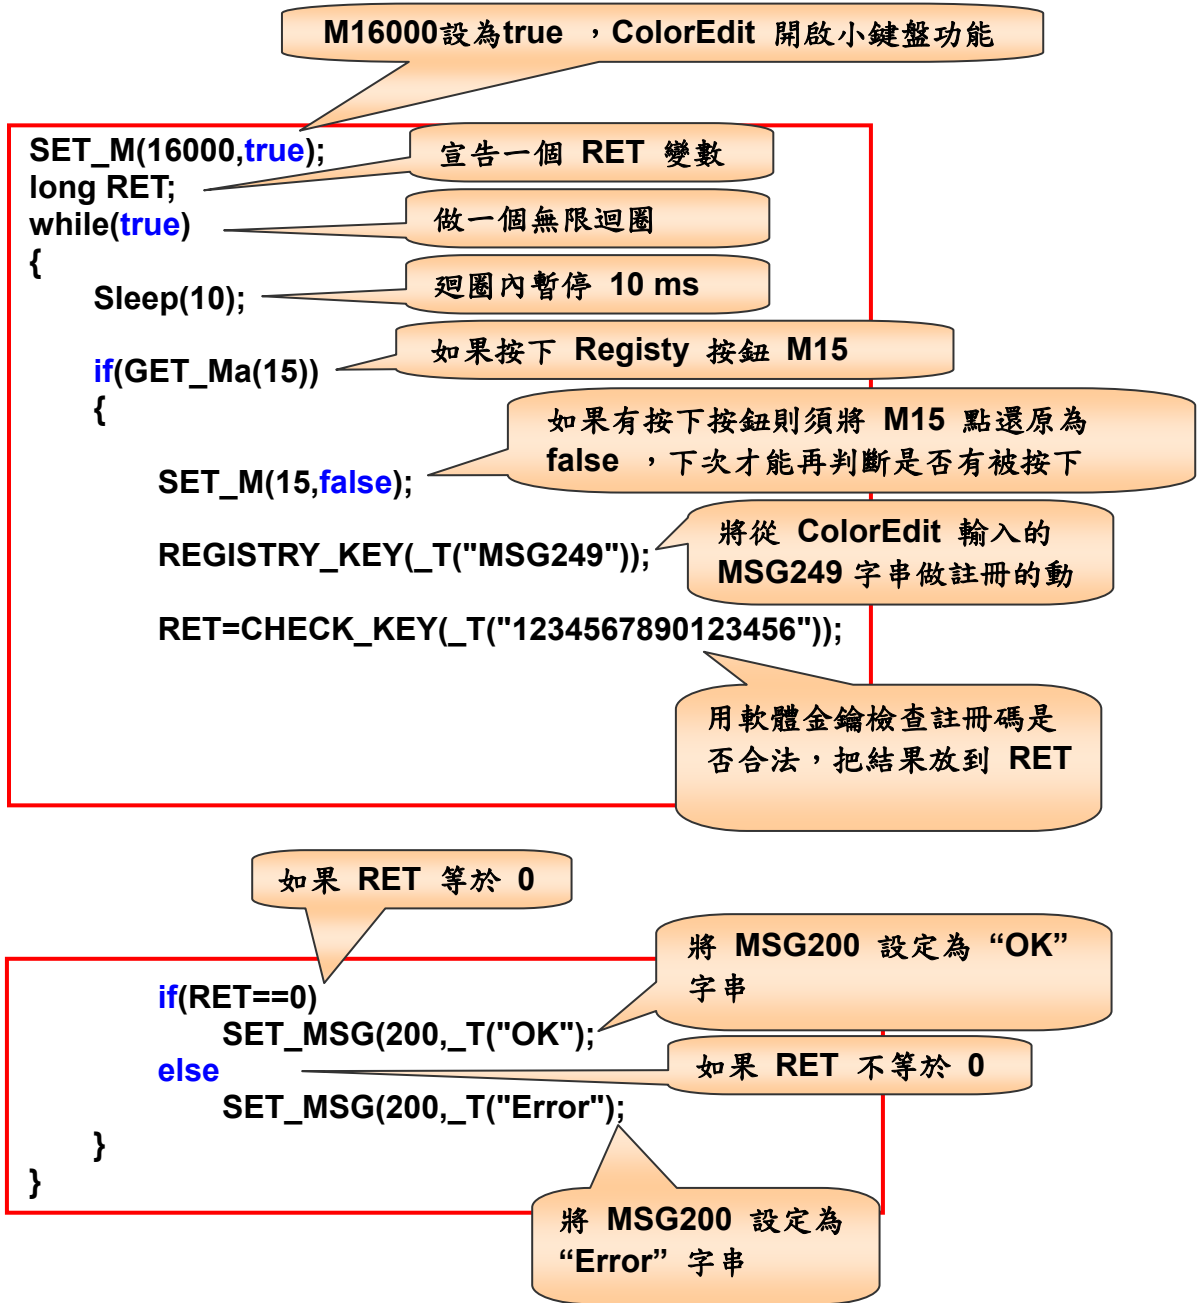 M16000設為true ，ColorEdit 開啟小鍵盤功能
SET_M(16000,true);
宣告一個 RET 變數
long RET;
while(true)
做一個無限迴圈
{
Sleep(10);
迴圈內暫停 10 ms
if(GET_Ma(15))
如果按下 Registy 按鈕 M15
{
如果有按下按鈕則須將 M15 點還原為
false ，下次才能再判斷是否有被按下
SET_M(15,false);
REGISTRY_KEY(_T("MSG249"));
將從 ColorEdit 輸入的
MSG249 字串做註冊的動
RET=CHECK_KEY(_T("1234567890123456"));
用軟體金鑰檢查註冊碼是
否合法，把結果放到 RET
如果 RET 等於 0
if(RET==0)
將 MSG200 設定為 “OK”
字串
SET_MSG(200,_T("OK");
else
如果 RET 不等於 0
SET_MSG(200,_T("Error");
}
}
將 MSG200 設定為
“Error” 字串